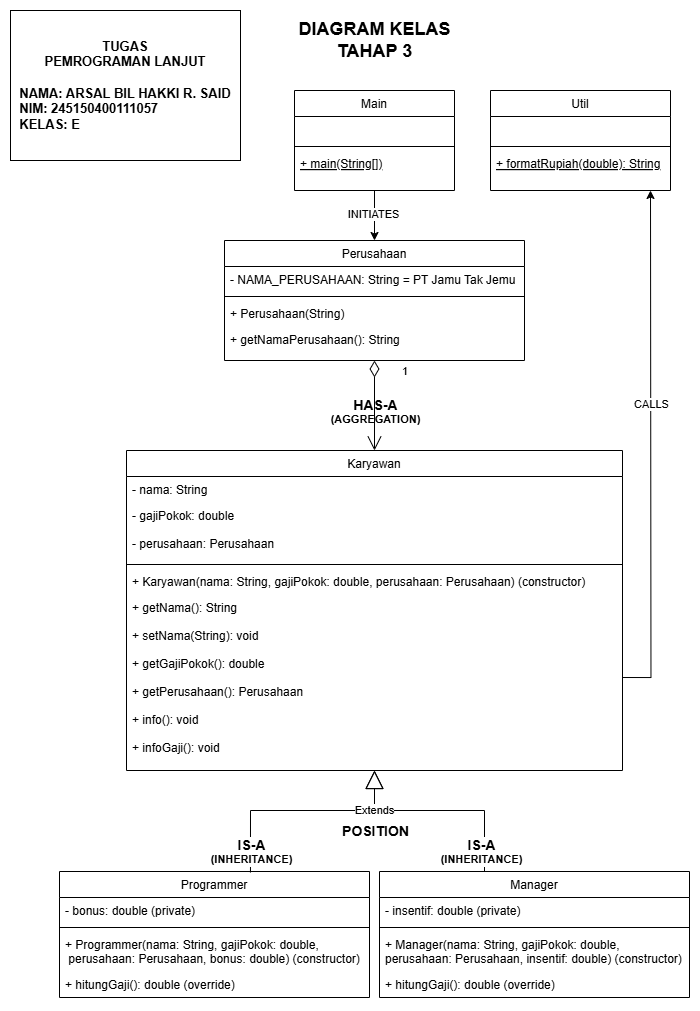 TUGAS
PEMROGRAMAN LANJUT
NAMA: ARSAL BIL HAKKI R. SAID
NIM: 245150400111057
KELAS: E
DIAGRAM KELAS
TAHAP 3
Main
+ main(String[])
Util
+ formatRupiah(double): String
INITIATES
Perusahaan
- NAMA_PERUSAHAAN: String = PT Jamu Tak Jemu
+ Perusahaan(String)
+ getNamaPerusahaan(): String
1
HAS-A
(AGGREGATION)
CALLS
Karyawan
- nama: String
- gajiPokok: double
- perusahaan: Perusahaan
+ Karyawan(nama: String, gajiPokok: double, perusahaan: Perusahaan) (constructor)
+ getNama(): String
+ setNama(String): void
+ getGajiPokok(): double
+ getPerusahaan(): Perusahaan
+ info(): void
+ infoGaji(): void
Extends
POSITION
IS-A
(INHERITANCE)
IS-A
(INHERITANCE)
Programmer
- bonus: double (private)
+ Programmer(nama: String, gajiPokok: double,
perusahaan: Perusahaan, bonus: double) (constructor)
+ hitungGaji(): double (override)
Manager
- insentif: double (private)
+ Manager(nama: String, gajiPokok: double,
perusahaan: Perusahaan, insentif: double) (constructor)
+ hitungGaji(): double (override)